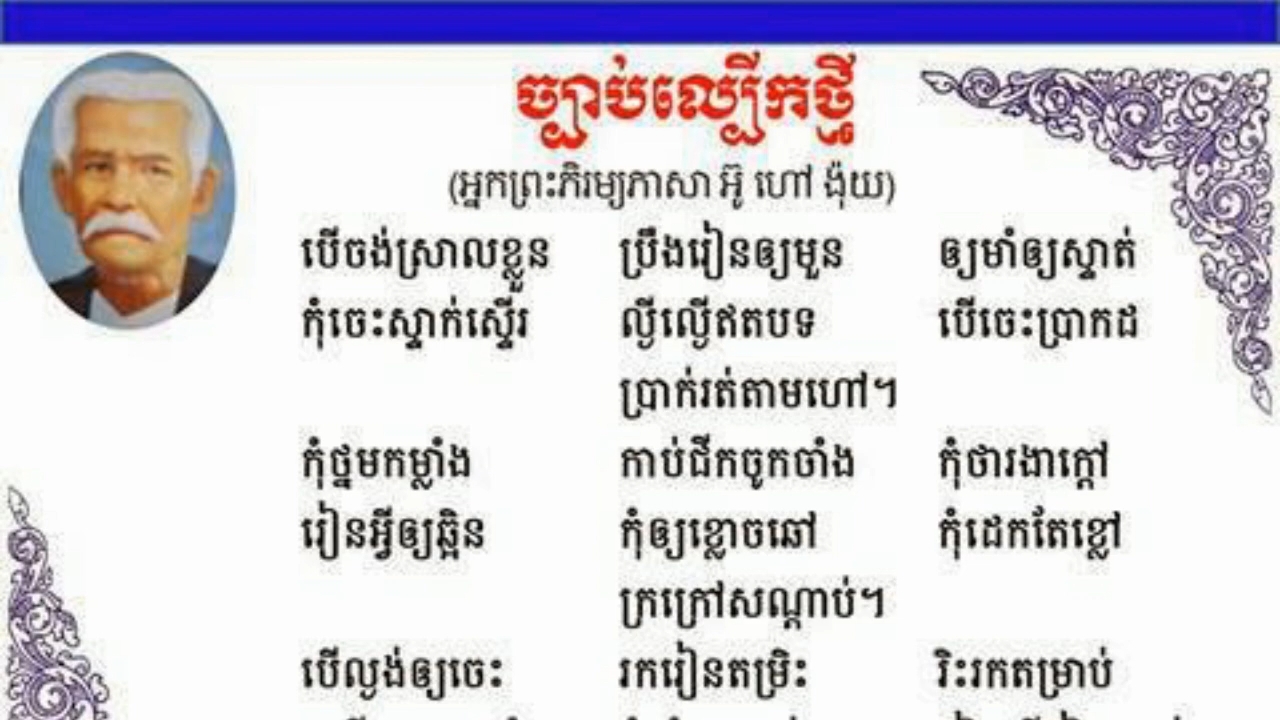 ច្បាប់ល្បើកថ្មី
(អ្នកព្រះភិរម្យភាសា អ៊ូ ហៅ ង៉ុយ)
បើចង់ស្រាលខ្លួន ប្រឹងរៀនឲ្យមួន ឲ្យមាំឲ្យស្ទាត់
កុំចេះស្ទាក់ស្ទើរ ល្ងីល្ងើឥតបទ បើចេះប្រាកដ
ប្រាក់រត់តាមហៅ។
កុំថ្នមកម្លាំង កាប់ជីកចូកចាំង កុំថារងាក្ដៅ
រៀនអ្វីឲ្យឆ្អិន កុំឲ្យខ្លោចឆៅ កុំដេកតែខ្លៅ
ក្រក្រៅសណ្ដាប់។
បើល្ងង់ឲ្យចេះ រករៀនតម្រិះ រិះរកតម្រាប់